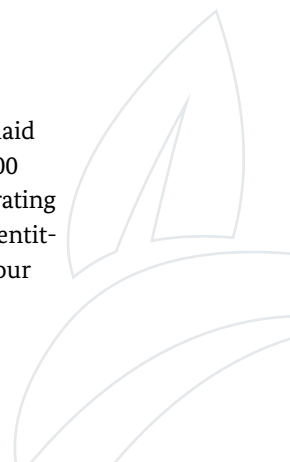 aid
00
rating
entit-
our